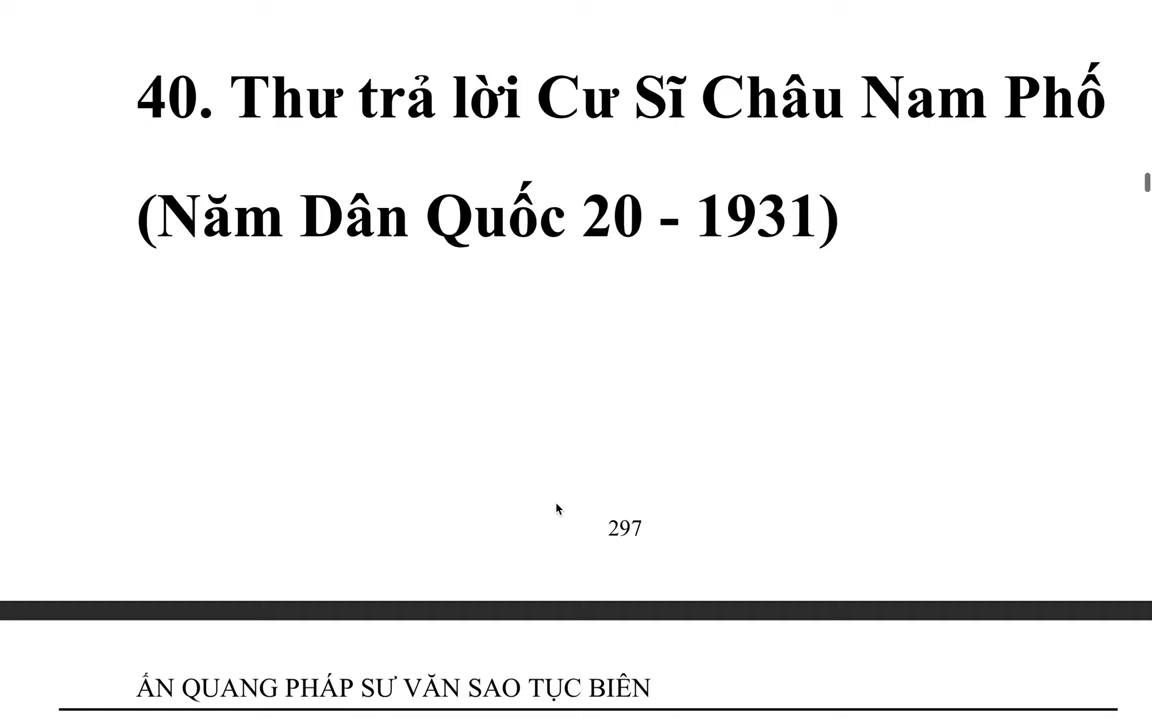 40. Thư trả lời Cư Sĩ Châu Nam Phố
(Năm Dân Quốc 20 - 1931)
297
ẤN QUANG PHÁP SƯ VĂN SAO TỤC BIÊN